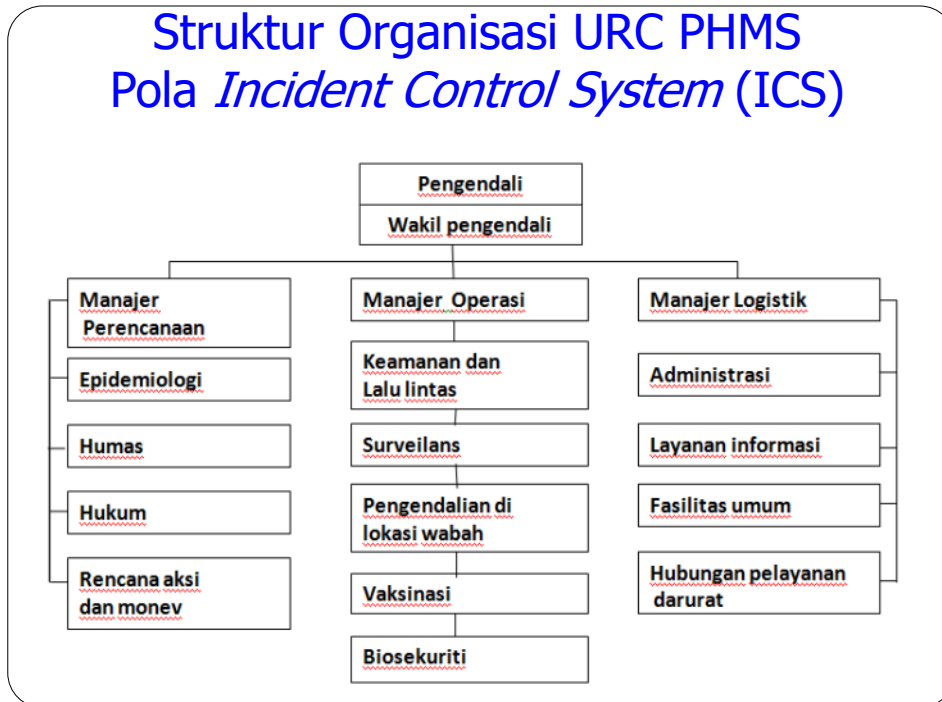 Struktur Organisasi URC PHMS
Pola Incident Control System (ICS)
Pengendali
Wakil pengendali
Manajer
Perencanaan
Epidemiologi
Humas
Hukum
Rencana aksi
dan monev
Manajer Operasi
Keamanan dan
Lalu lintas
Surveilans
Pengendalian di
lokasi wabah
Vaksinasi
Biosekuriti
Manajer Logistik
Administrasi
Layanan informasi
Fasilitas umum
Hubungan pelayanan
darurat